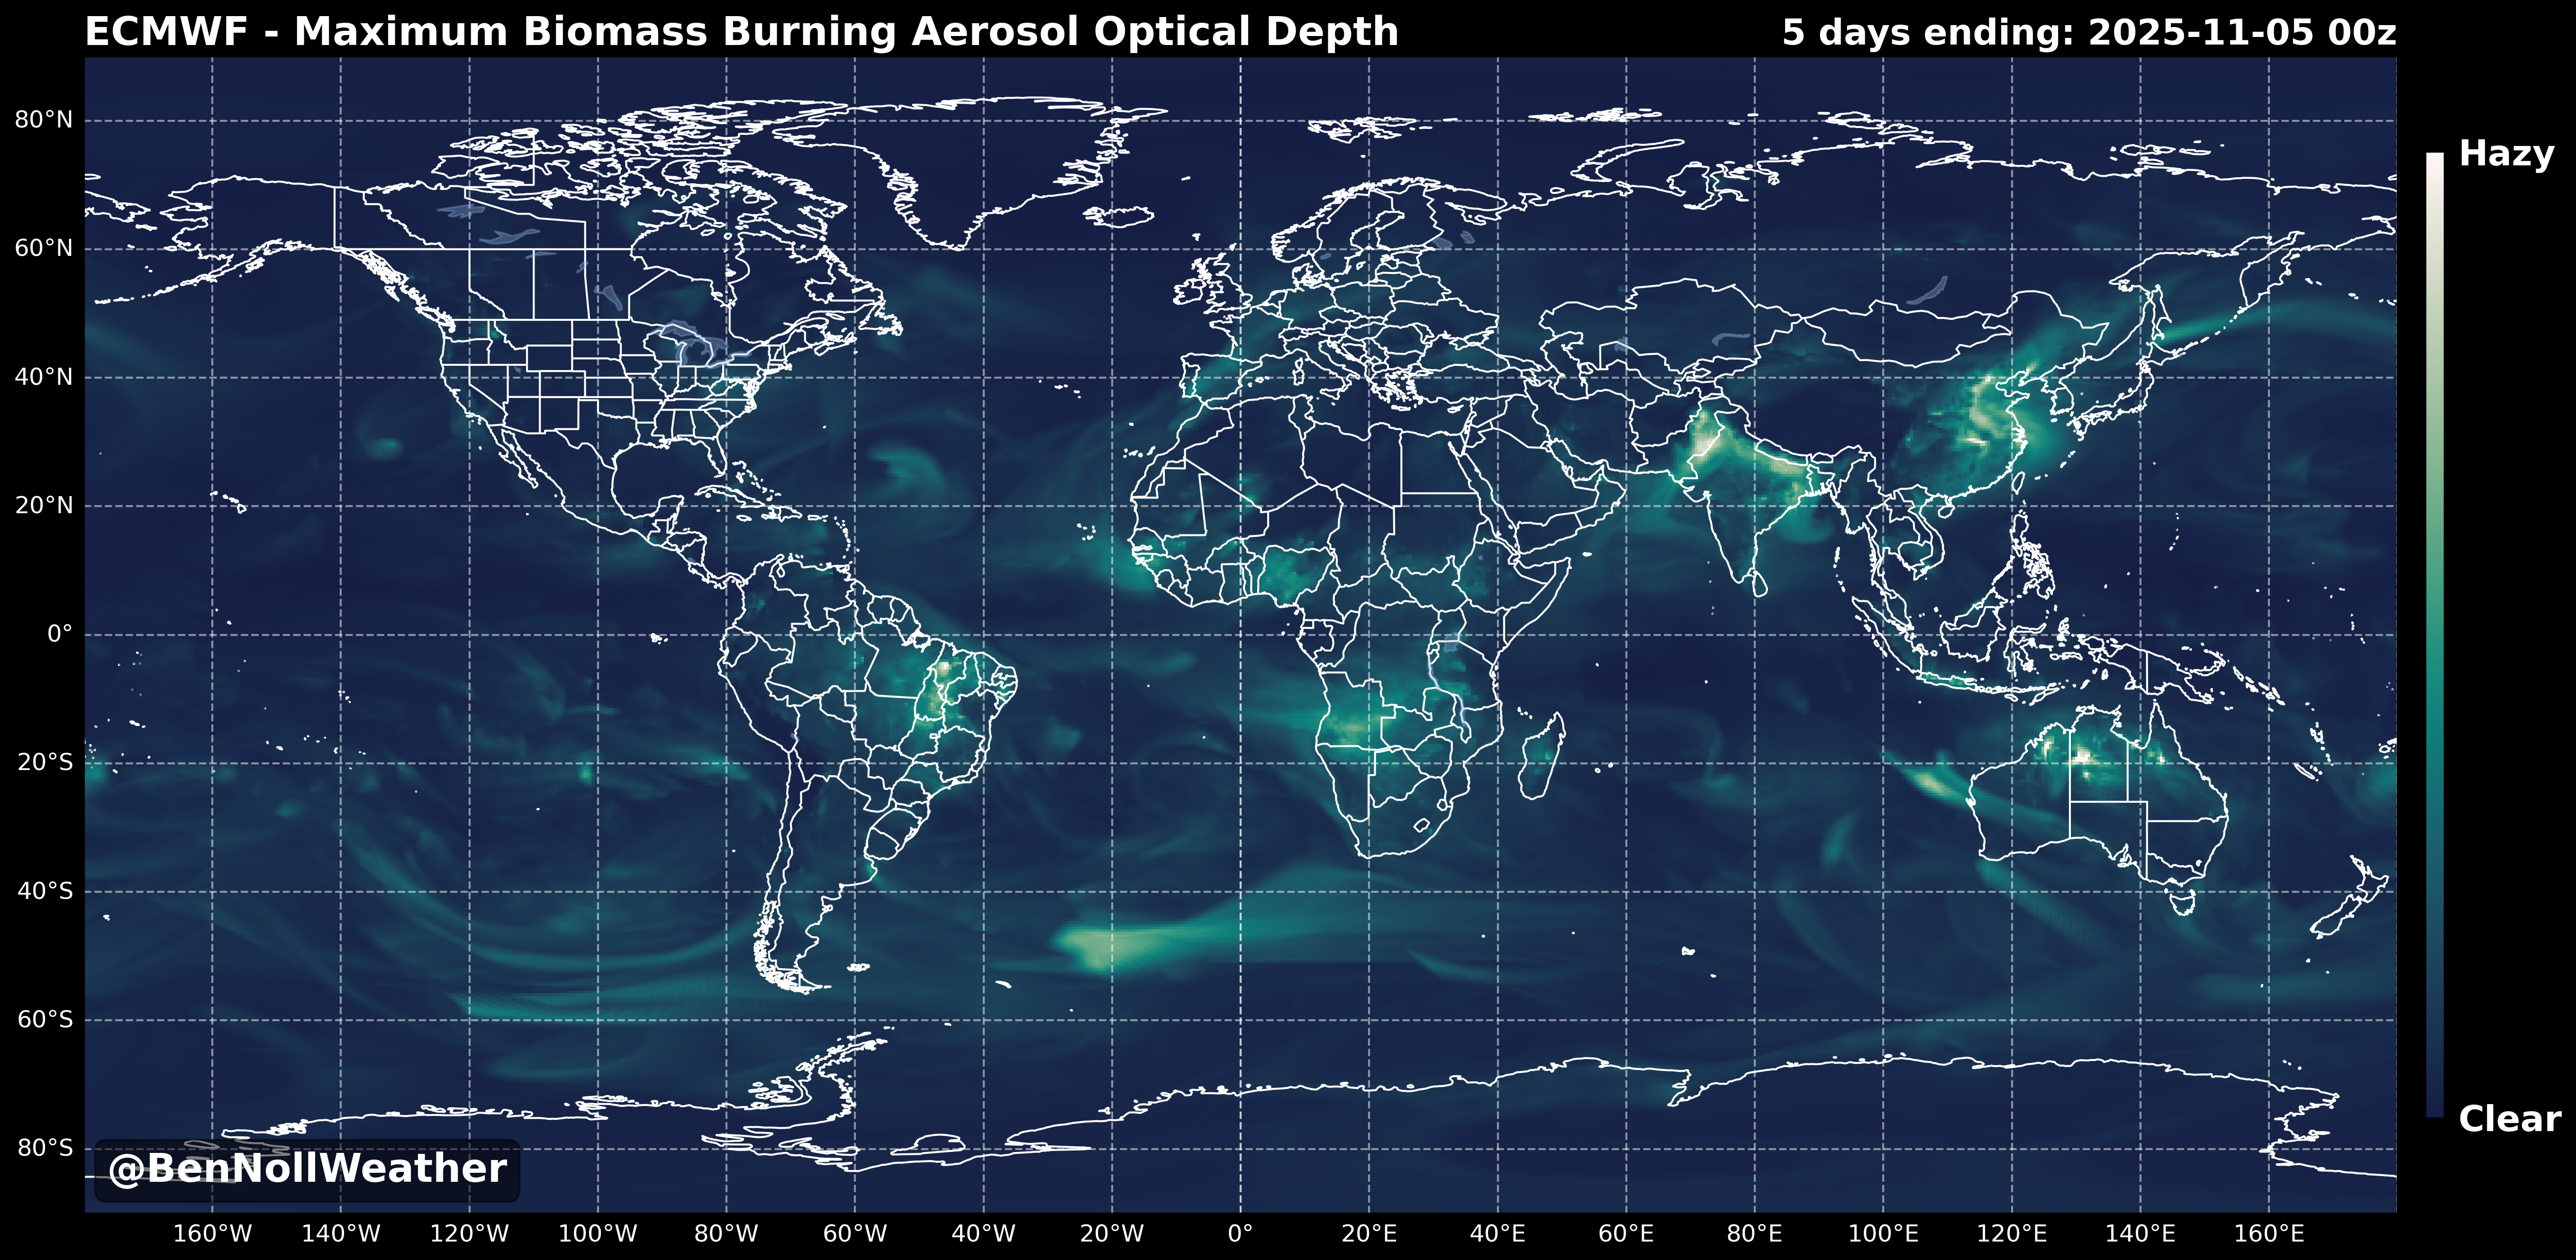 ECMWF - Maximum Biomass Burning Aerosol Optical Depth
5 days ending: 2025-11-05 00z
80°N
60°N
40°N
20°N
0°
20°S
40°S
60°S
80°S
Hazy
Clear
@BenNollWeather
160°W 140°W 120°W 100°W 80°W 60°W 40°W 20°W 0° 20°E 40°E 60°E 80°E 100°E 120°E 140°E 160°E